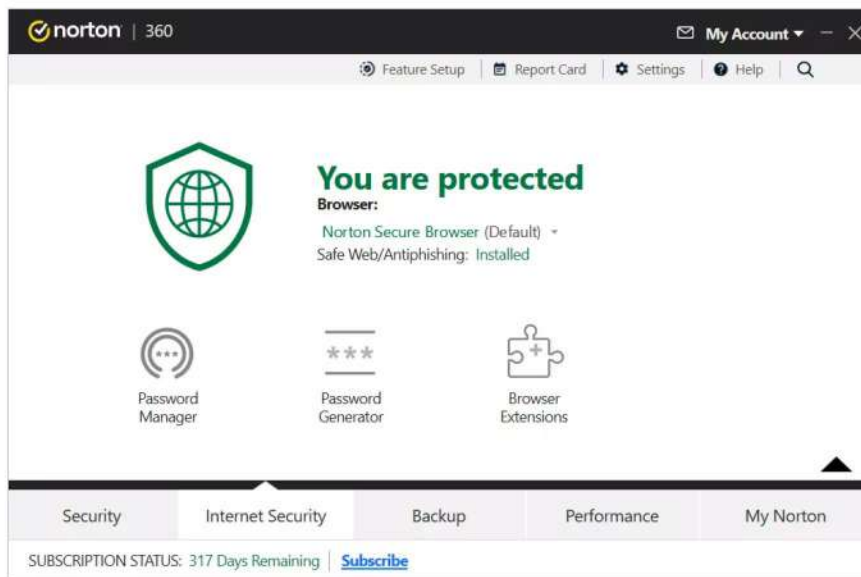 norton | 360
My Account
Feature Setup
Report Card
Settings
Help
You are protected
Browser:
Norton Secure Browser (Default)
Safe Web/Antiphishing: Installed
***
***
Password
Manager
Password
Generator
Browser
Extensions
Security
Internet Security
Backup
Performance
My Norton
SUBSCRIPTION STATUS: 317 Days Remaining
Subscribe